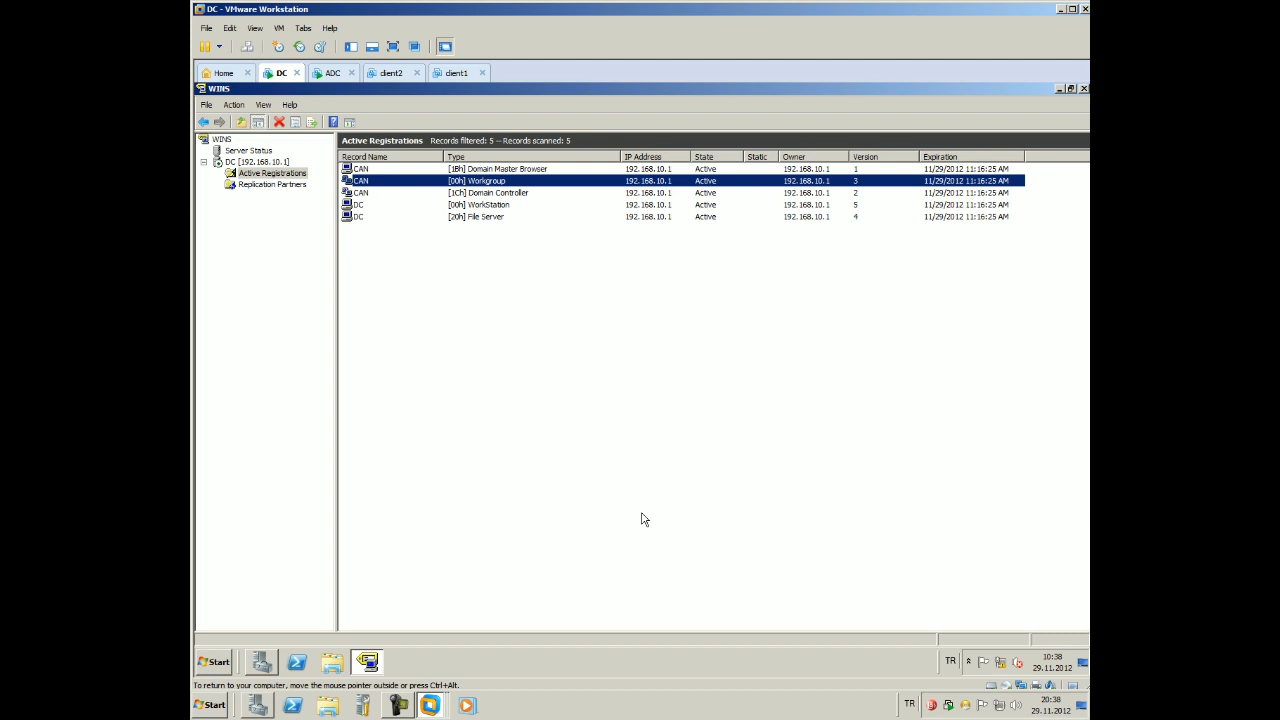 DC - VMware Workstation
File Edit View VM Tabs Help
Home DC ADC client2 client1
WINS
File Action View Help
WINS
Server Status
DC [192.168.10.1]
Active Registrations
Replication Partners
Active Registrations Records filtered: 5 -- Records scanned: 5
Record Name Type IP Address State Static Owner Version Expiration
CAN [1Bh] Domain Master Browser 192.168.10.1 Active 192.168.10.1 1 11/29/2012 11:16:25 AM
CAN [00h] Workgroup 192.168.10.1 Active 192.168.10.1 3 11/29/2012 11:16:25 AM
CAN [1Ch] Domain Controller 192.168.10.1 Active 192.168.10.1 2 11/29/2012 11:16:25 AM
DC [00h] WorkStation 192.168.10.1 Active 192.168.10.1 5 11/29/2012 11:16:25 AM
DC [20h] File Server 192.168.10.1 Active 192.168.10.1 4 11/29/2012 11:16:25 AM
Start TR 10:38
29.11.2012
To return to your computer, move the mouse pointer outside or press Ctrl+Alt.
Start TR 20:38
29.11.2012